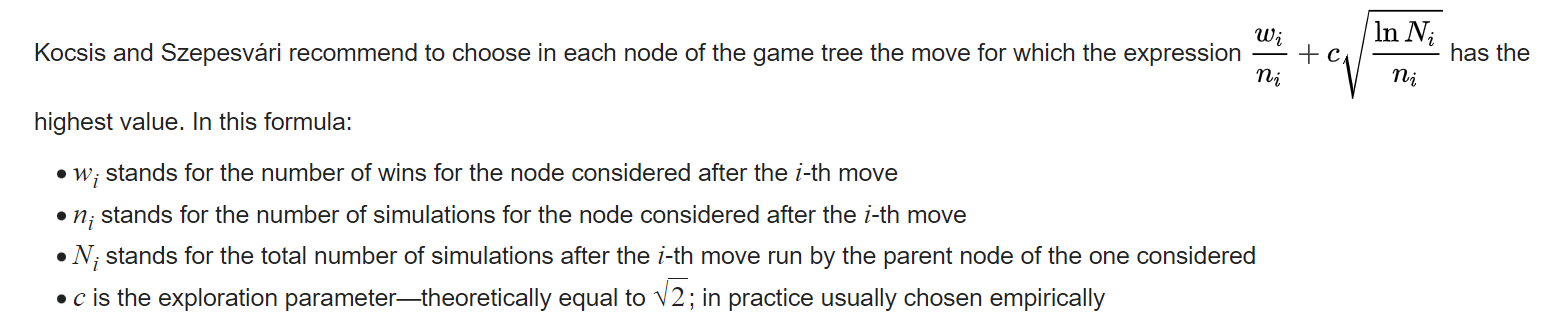 Kocsis and Szepesvári recommend to choose in each node of the game tree the move for which the expression $\frac{w_i}{n_i} + c\sqrt{\frac{\ln N_i}{n_i}}$ has the
highest value. In this formula:
• $w_i$ stands for the number of wins for the node considered after the i-th move
• $n_i$ stands for the number of simulations for the node considered after the i-th move
• $N_i$ stands for the total number of simulations after the i-th move run by the parent node of the one considered
• c is the exploration parameter—theoretically equal to √2; in practice usually chosen empirically